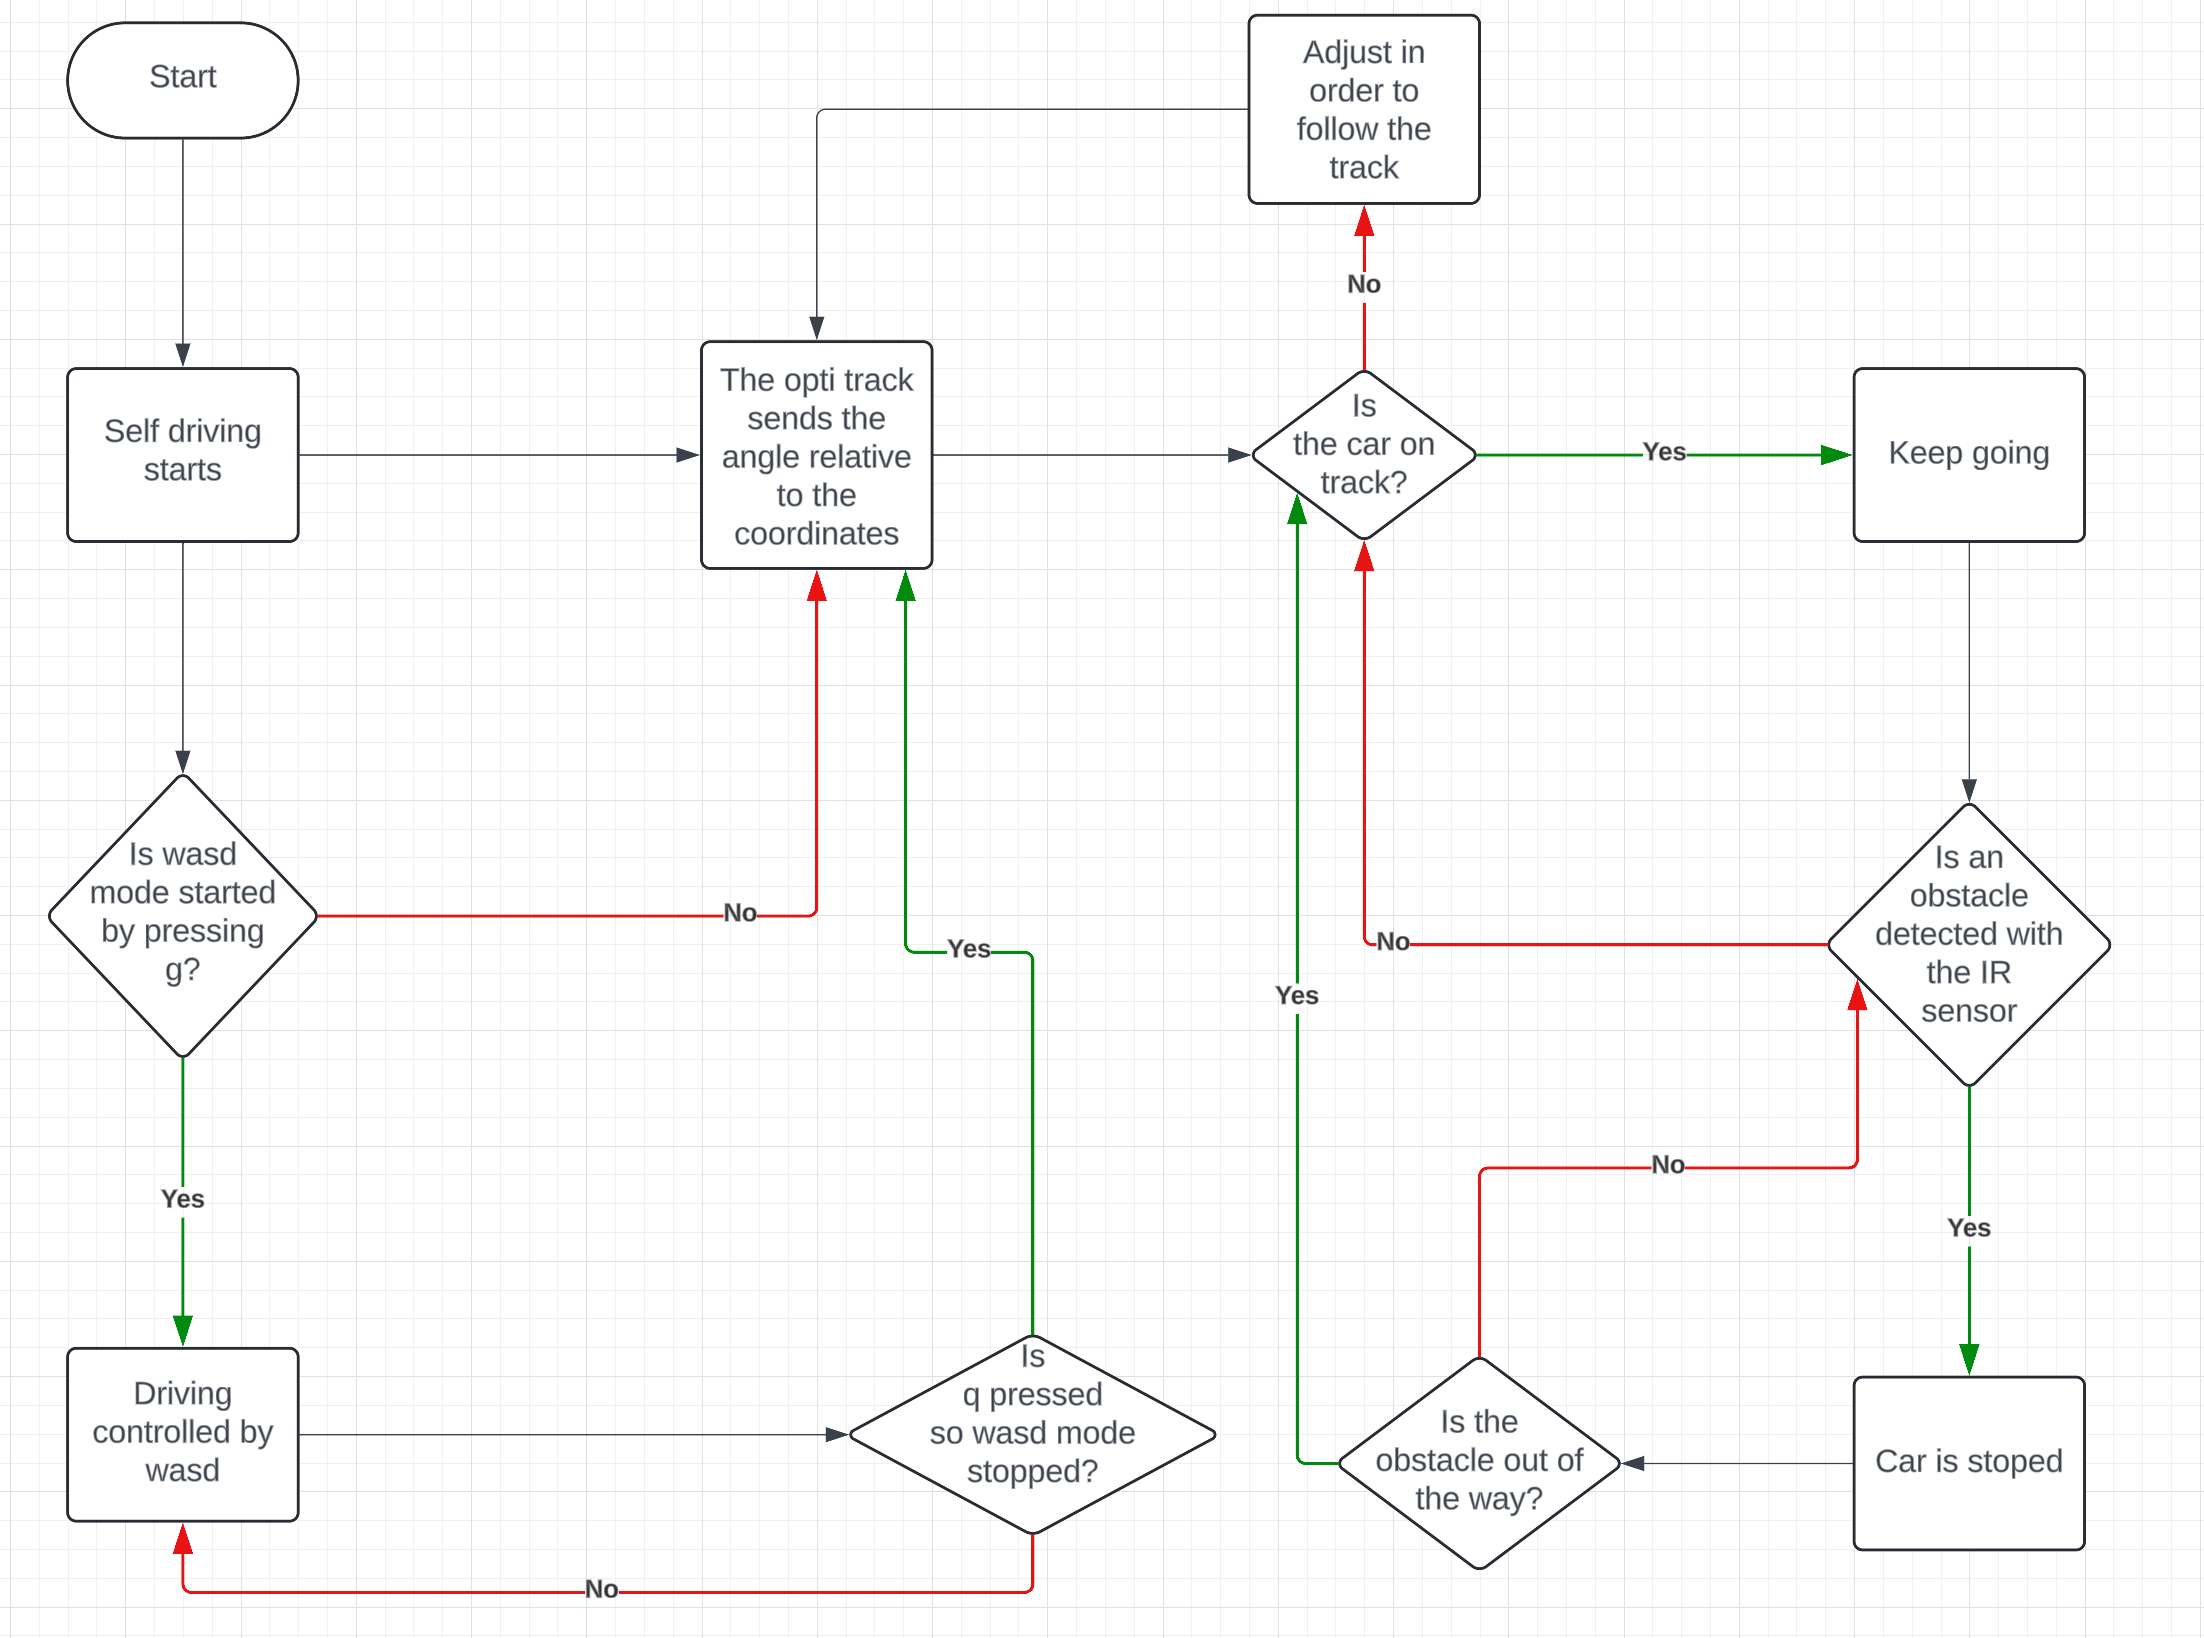 Start
Adjust in
order to
follow the
track
No
Self driving
starts
The opti track
sends the
angle relative
to the
coordinates
Is
the car on
track?
Yes
Keep going
Is wasd
mode started
by pressing
g?
No
Yes
No
Yes
Is an
obstacle
detected with
the IR
sensor
Yes
No
Yes
Driving
controlled by
wasd
Is
q pressed
so wasd mode
stopped?
Is the
obstacle out of
the way?
Car is stoped
No